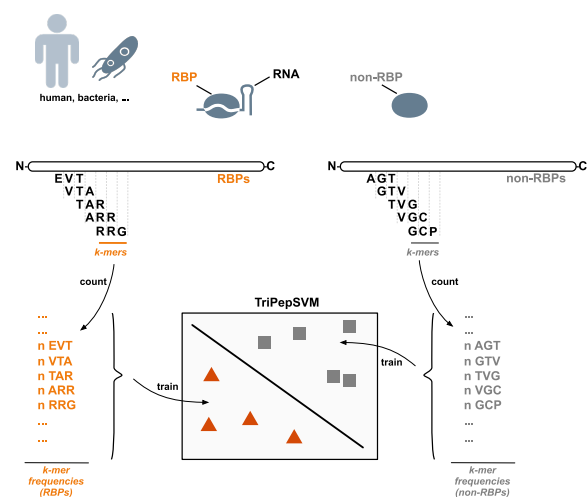 human, bacteria, ...
RBP
RNA
non-RBP
N
C
RBPs
EVT
VTA
TAR
ARR
RRG
k-mers
N
C
non-RBPs
AGT
GTV
TVG
VGC
GCP
k-mers
count
count
...
...
n EVT
n VTA
n TAR
n ARR
n RRG
...
...
k-mer
frequencies
(RBPs)
train
TriPepSVM
train
...
...
n AGT
n GTV
n TVG
n VGC
n GCP
...
...
k-mer
frequencies
(non-RBPs)